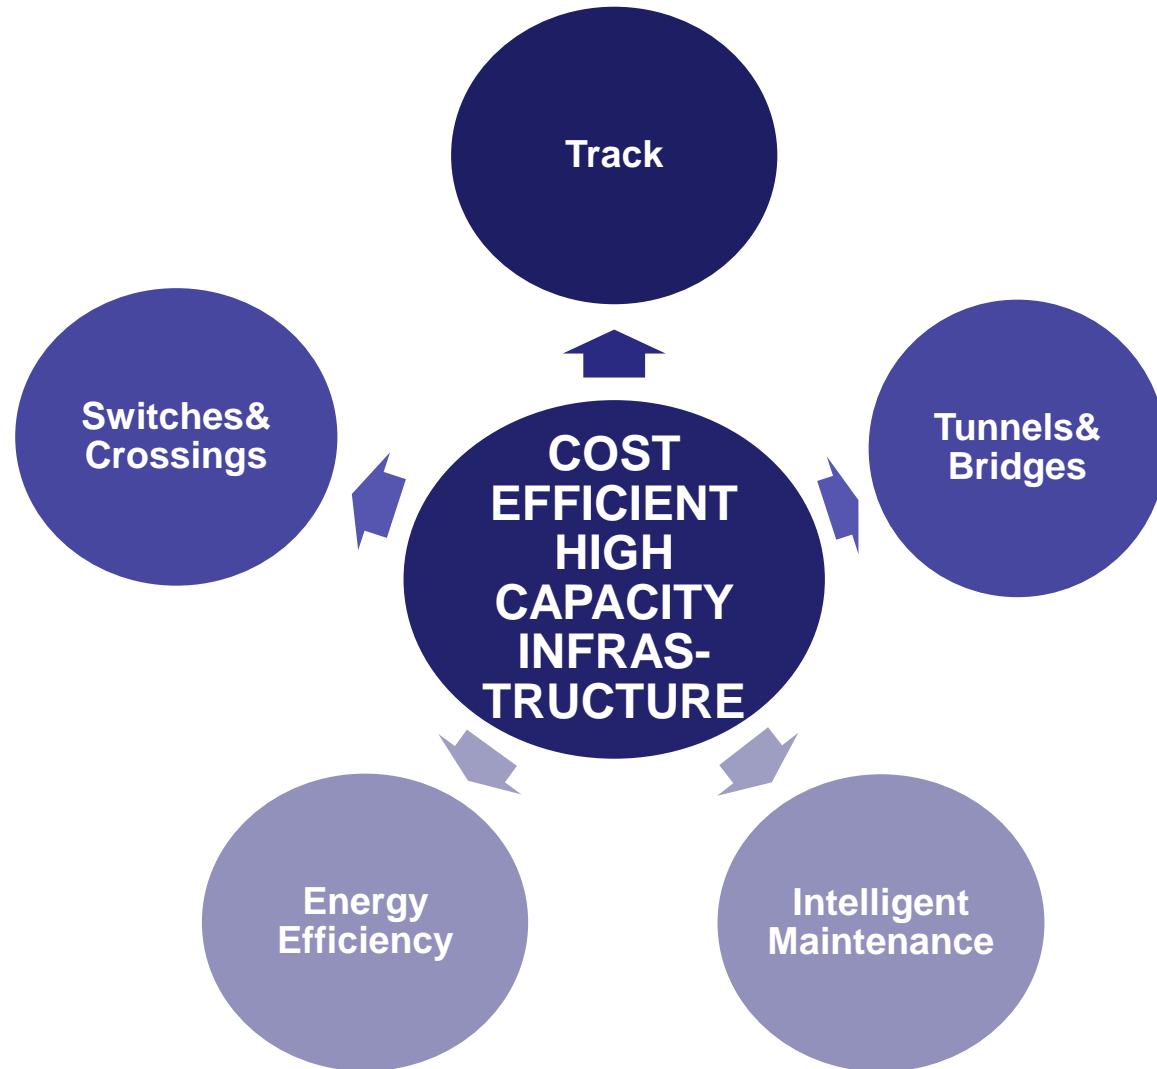 Track
Switches&
Crossings
Tunnels&
Bridges
COST
EFFICIENT
HIGH
CAPACITY
INFRAS-
TRUCTURE
Energy
Efficiency
Intelligent
Maintenance